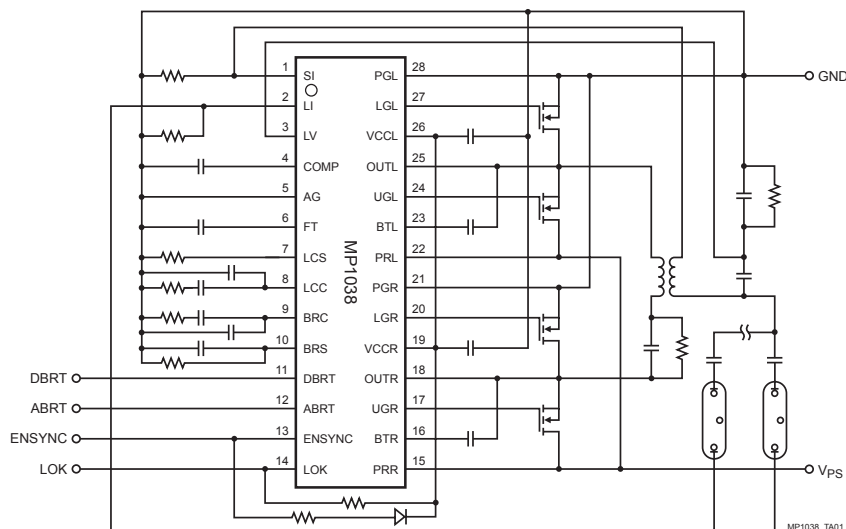 1 SI PGL 28 GND
2 LI LGL 27
3 LV VCCL 26
4 COMP OUTL 25
5 AG UGL 24
6 FT BTL 23
7 LCS PRL 22
MP1038
8 LCC PGR 21
9 BRC LGR 20
10 BRS VCCR 19
DBRT 11 DBRT OUTR 18
ABRT 12 ABRT UGR 17
ENSYNC 13 ENSYNC BTR 16
LOK 14 LOK PRR 15 VPS
MP1038_TA01